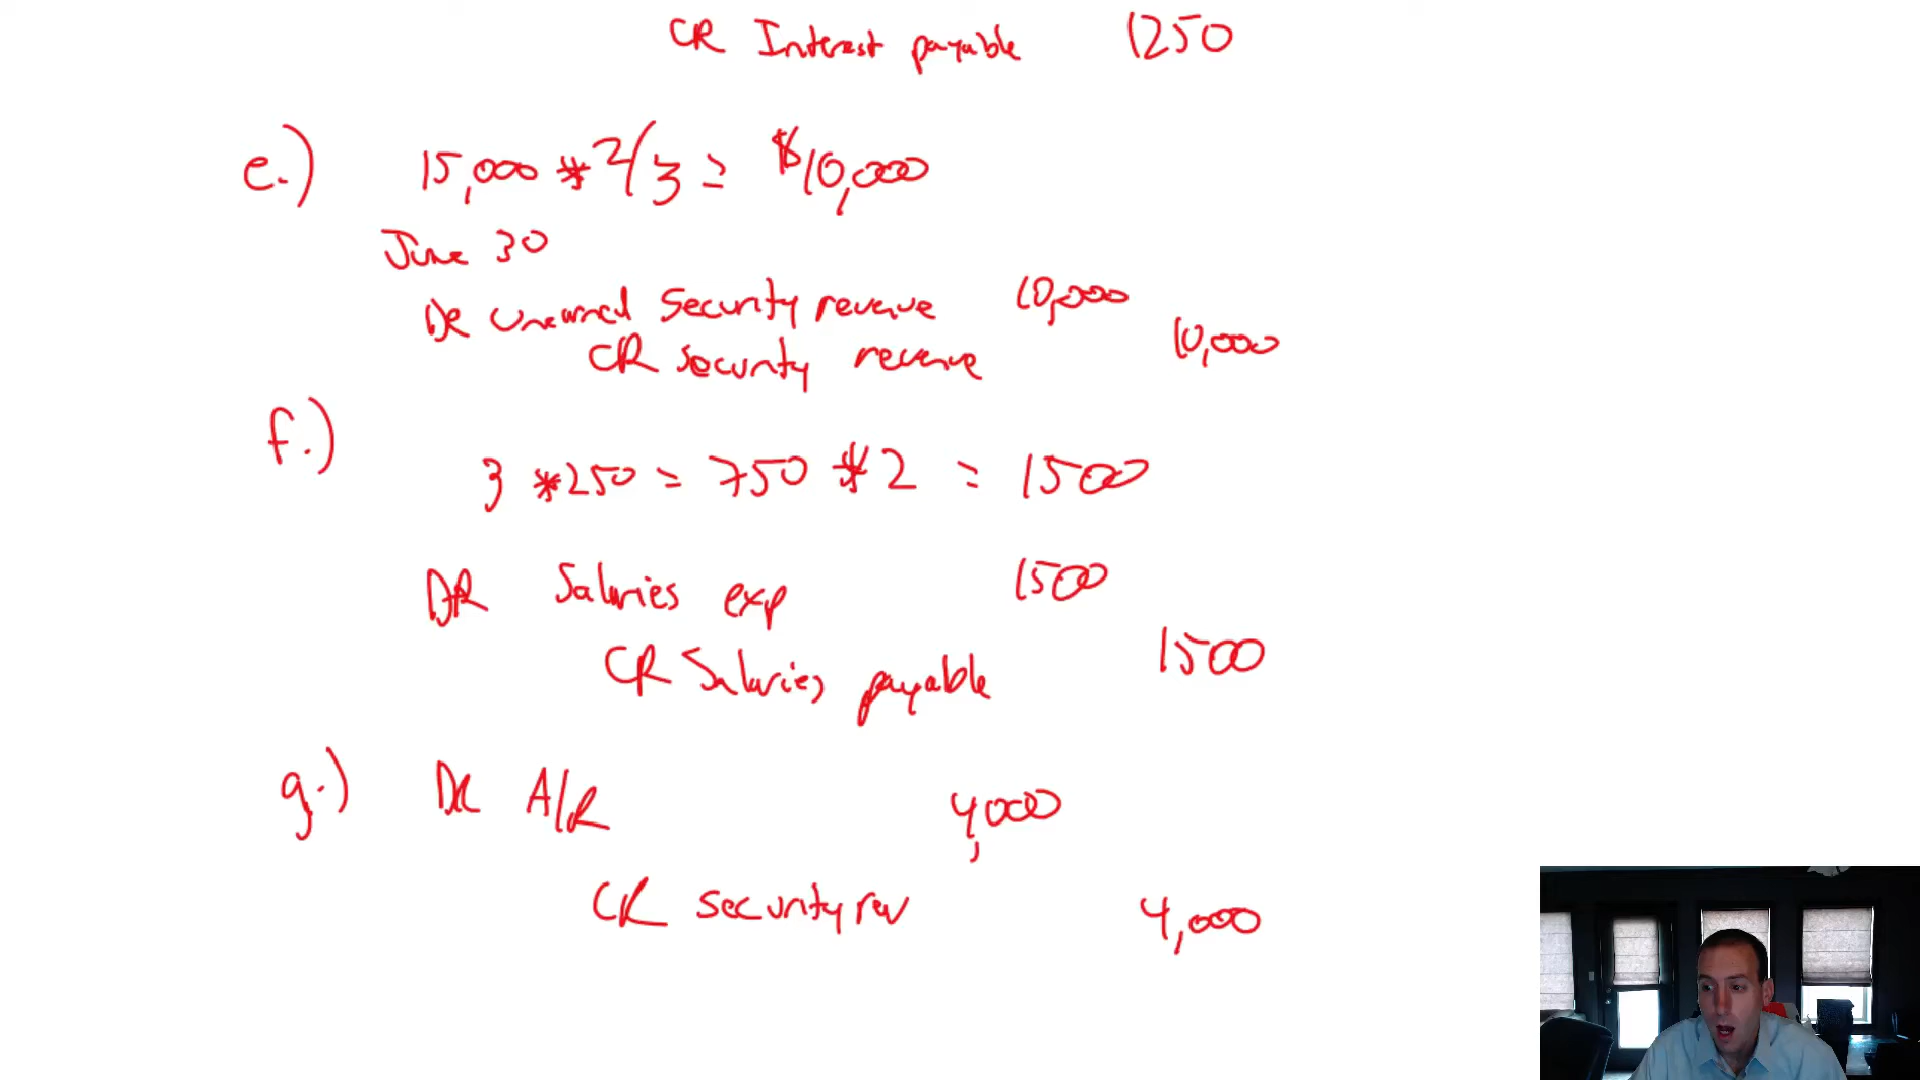 CR Interest payable 1250
e.) 15,000 * 2/3 = $10,000
June 30
DR unearned security revenue 10,000
CR security revenue 10,000
f.)
3 * 250 = 750 * 2 = 1500
DR Salaries exp 1500
CR Salaries payable 1500
g.) DR A/R 4,000
CR security rev 4,000